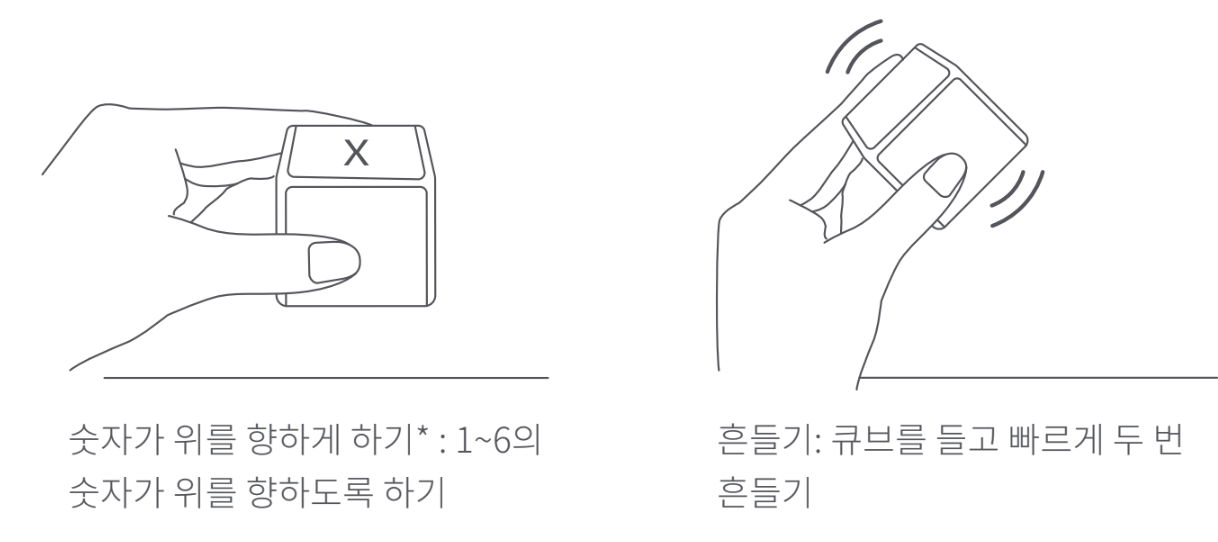 X
숫자가 위를 향하게 하기* : 1~6의
숫자가 위를 향하도록 하기
흔들기: 큐브를 들고 빠르게 두 번
흔들기